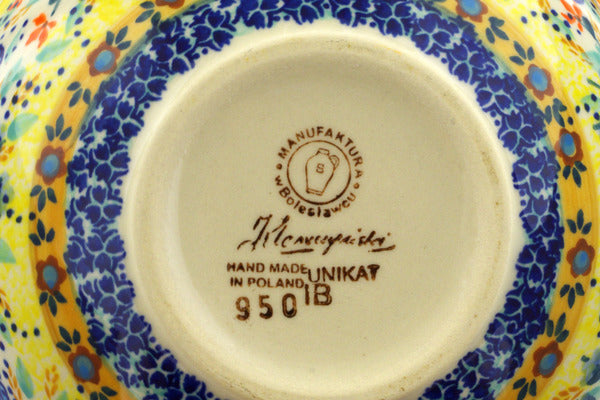 MANUFAKTURA
w Bolesławcu
S
HAND MADE
IN POLAND
UNIKAT
950 IB